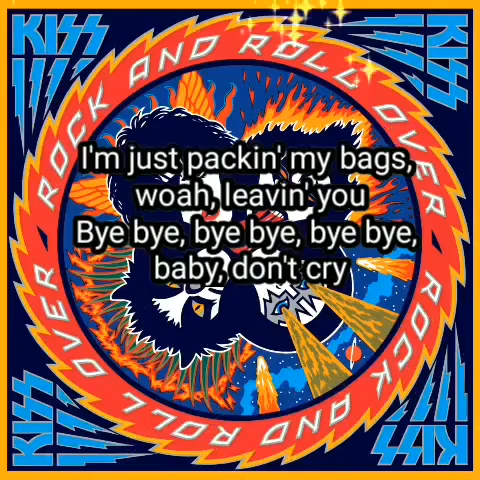 KISS
KISS
ROCK AND ROLL OVER
I'm just packin' my bags,
woah, leavin' you
Bye bye, bye bye, bye bye,
baby, don't cry
ROCK AND ROLL OVER
KISS
KISS